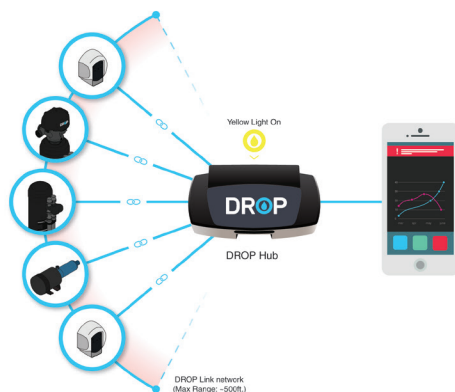 Yellow Light On
DROP
DROP Hub
DROP Link network
(Max Range: ~500ft.)